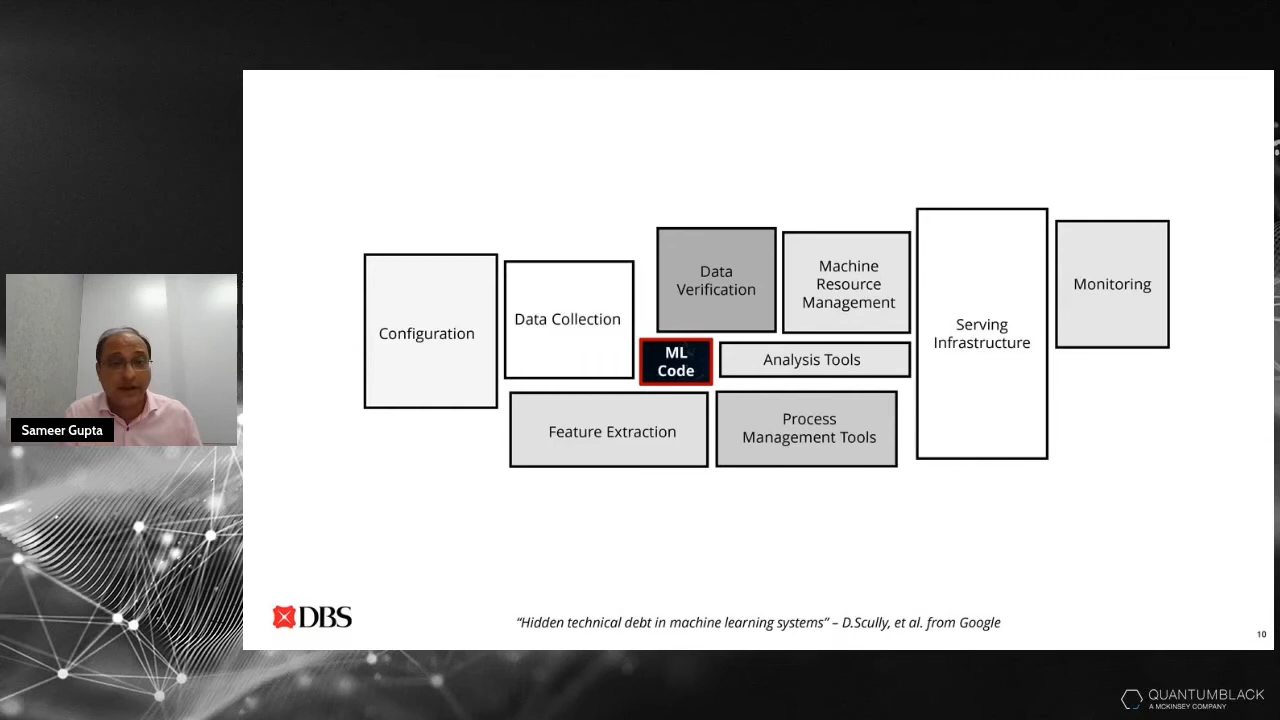 Configuration
Data Collection
Data
Verification
Machine
Resource
Management
Serving
Infrastructure
Monitoring
ML
Code
Analysis Tools
Feature Extraction
Process
Management Tools
Sameer Gupta
DBS
“Hidden technical debt in machine learning systems” – D.Scully, et al. from Google
10
QUANTUMBLACK
A MCKINSEY COMPANY